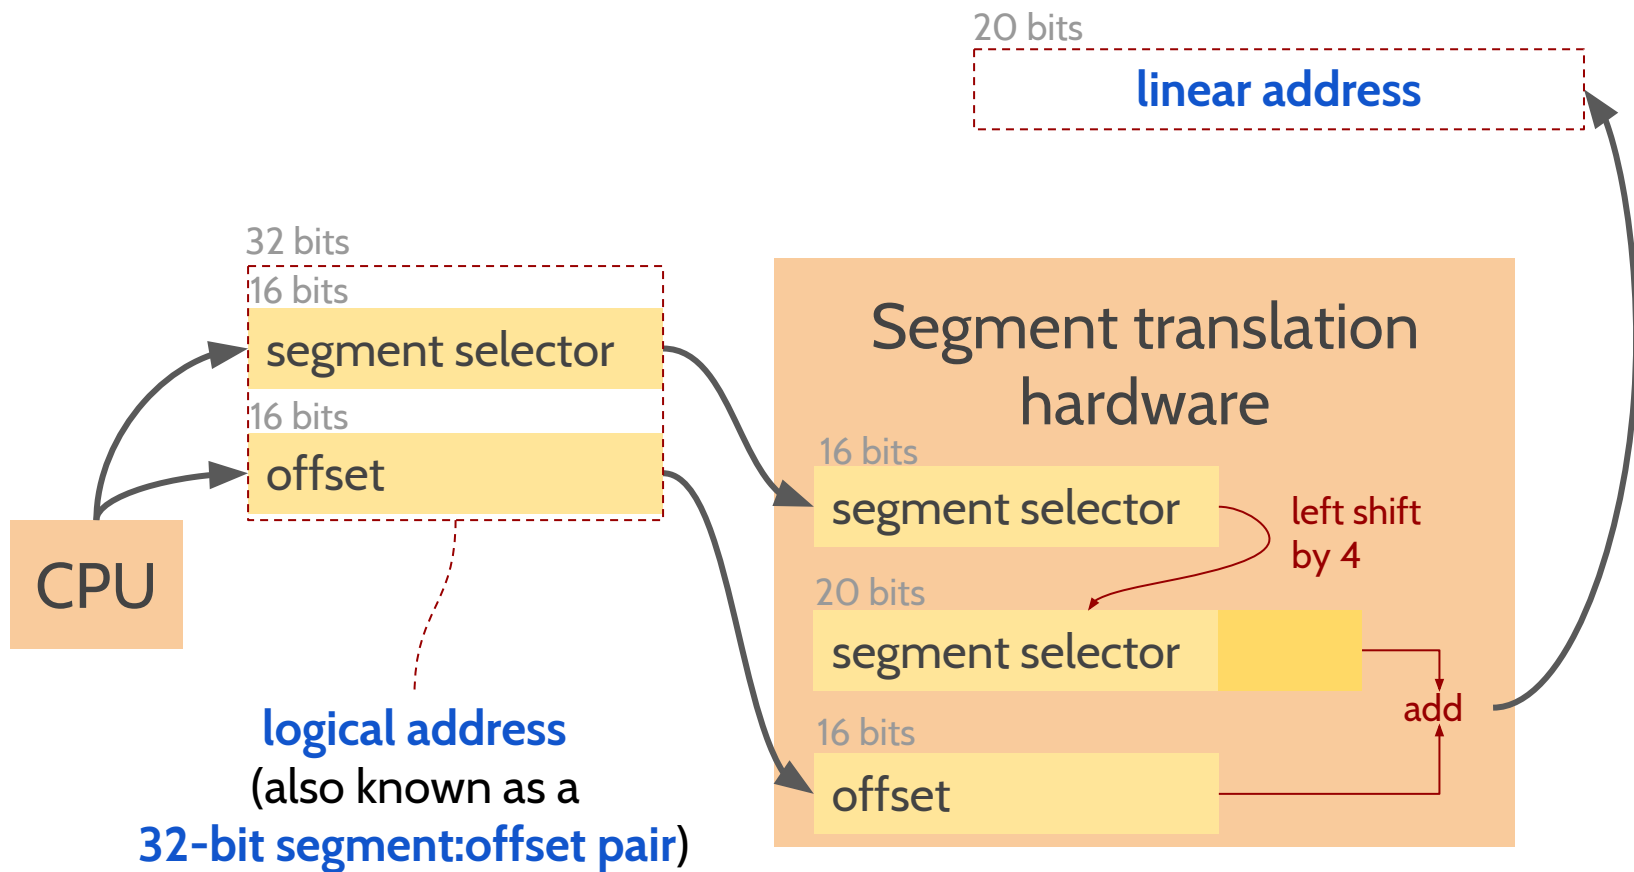 20 bits
linear address
32 bits
16 bits
segment selector
16 bits
offset
CPU
logical address
(also known as a
32-bit segment:offset pair)
Segment translation
hardware
16 bits
segment selector
left shift
by 4
20 bits
segment selector
add
16 bits
offset